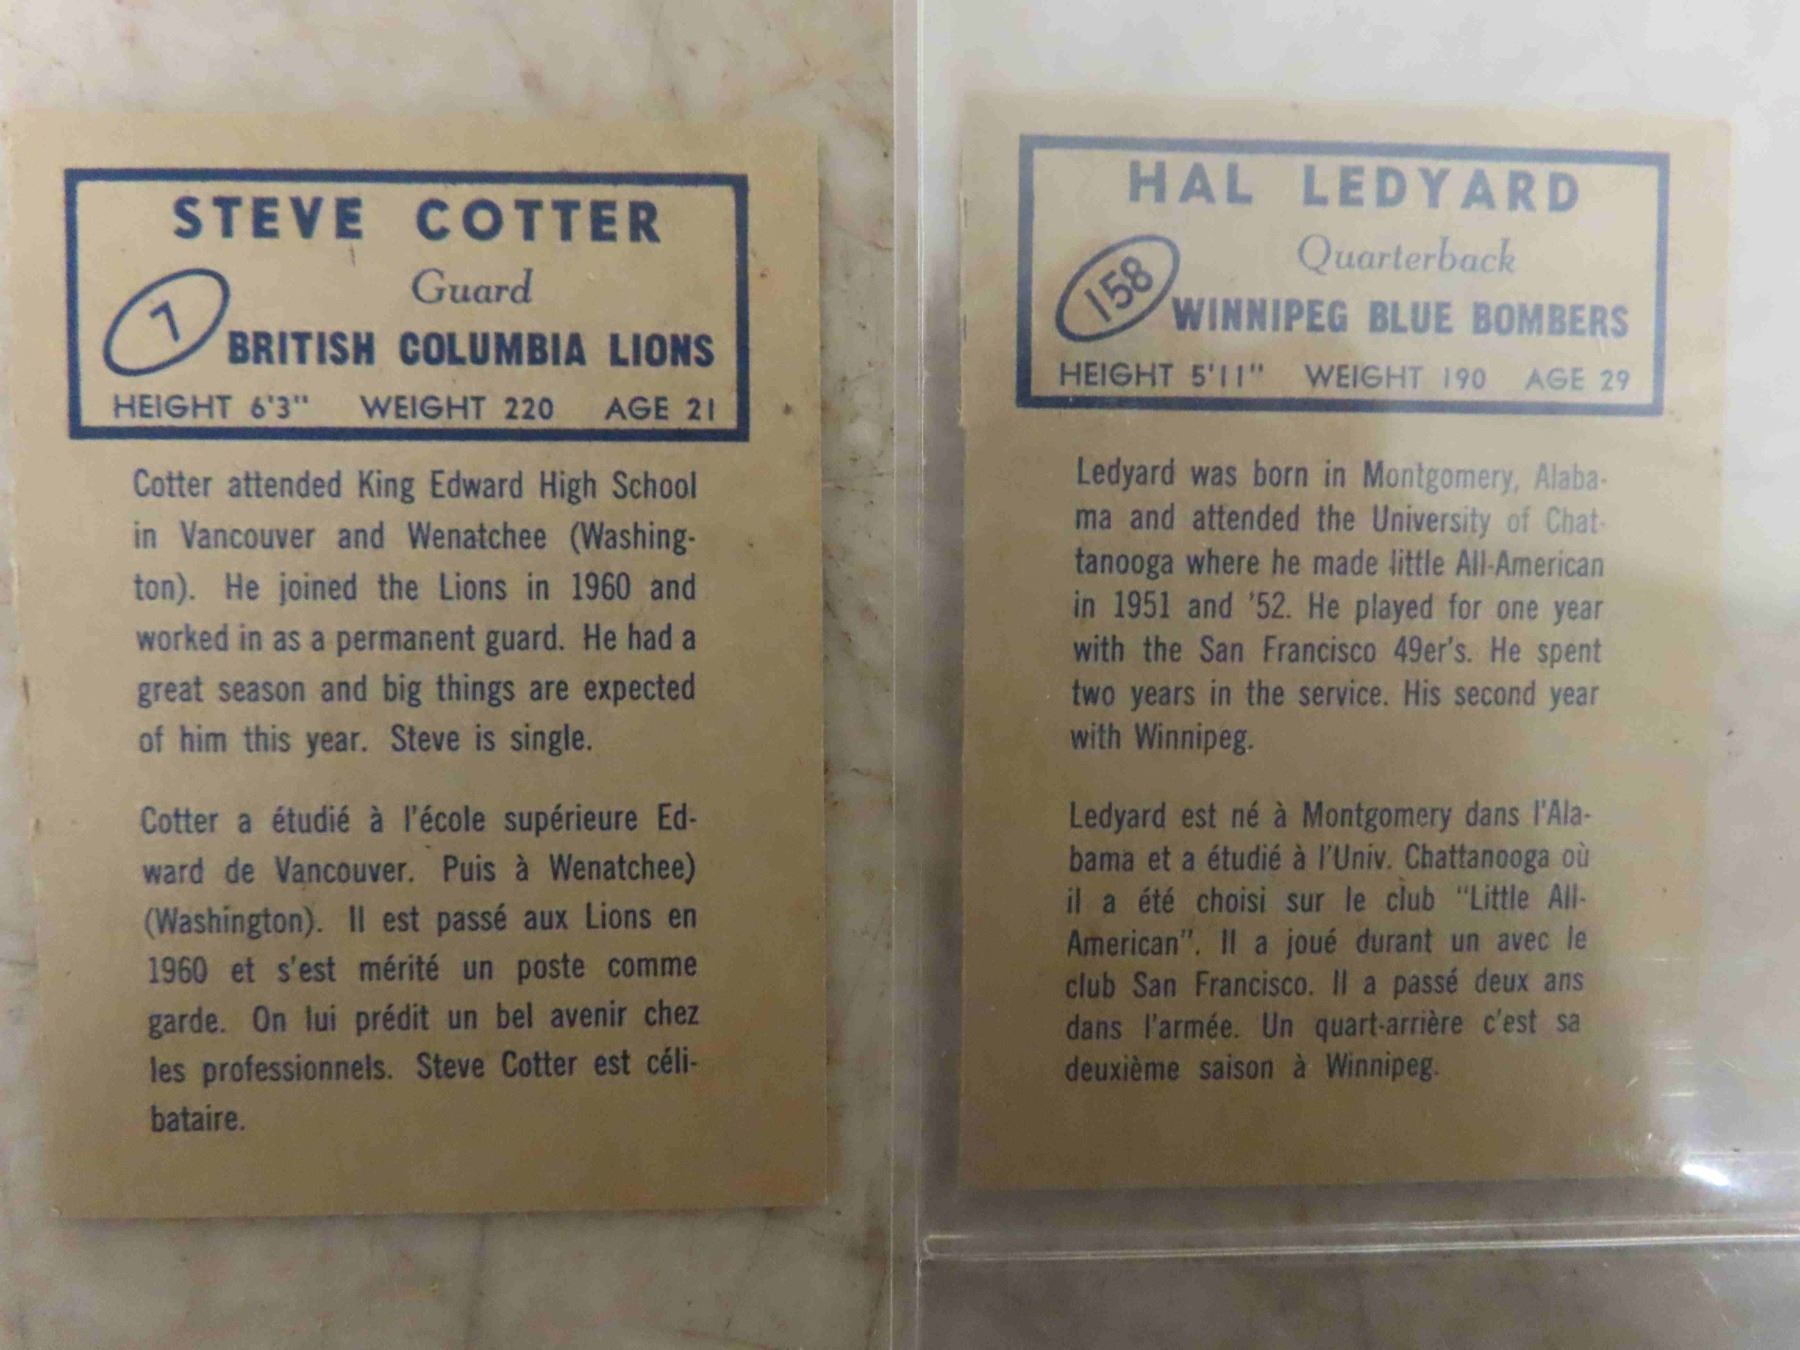 STEVE COTTER
Guard
7
BRITISH COLUMBIA LIONS
HEIGHT 6'3" WEIGHT 220 AGE 21
Cotter attended King Edward High School
in Vancouver and Wenatchee (Washing-
ton). He joined the Lions in 1960 and
worked in as a permanent guard. He had a
great season and big things are expected
of him this year. Steve is single.
Cotter a étudié à l'école supérieure Ed-
ward de Vancouver. Puis à Wenatchee)
(Washington). Il est passé aux Lions en
1960 et s'est mérité un poste comme
garde. On lui prédit un bel avenir chez
les professionnels. Steve Cotter est céli-
bataire.
HAL LEDYARD
Quarterback
158
WINNIPEG BLUE BOMBERS
HEIGHT 5'11" WEIGHT 190 AGE 29
Ledyard was born in Montgomery, Alaba-
ma and attended the University of Chat-
tanooga where he made little All-American
in 1951 and '52. He played for one year
with the San Francisco 49er's. He spent
two years in the service. His second year
with Winnipeg.
Ledyard est né à Montgomery dans l'Ala-
bama et a étudié à l'Univ. Chattanooga où
il a été choisi sur le club "Little All-
American". Il a joué durant un avec le
club San Francisco. Il a passé deux ans
dans l'armée. Un quart-arrière c'est sa
deuxième saison à Winnipeg.